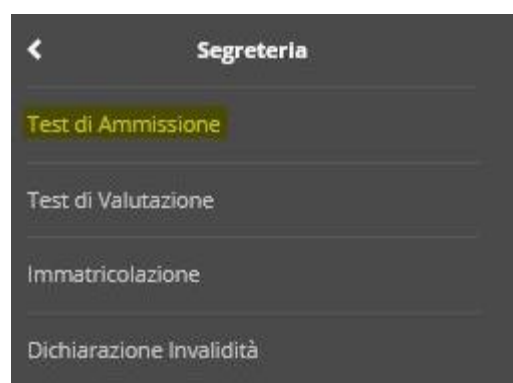 Segreteria
Test di Ammissione
Test di Valutazione
Immatricolazione
Dichiarazione Invalidità